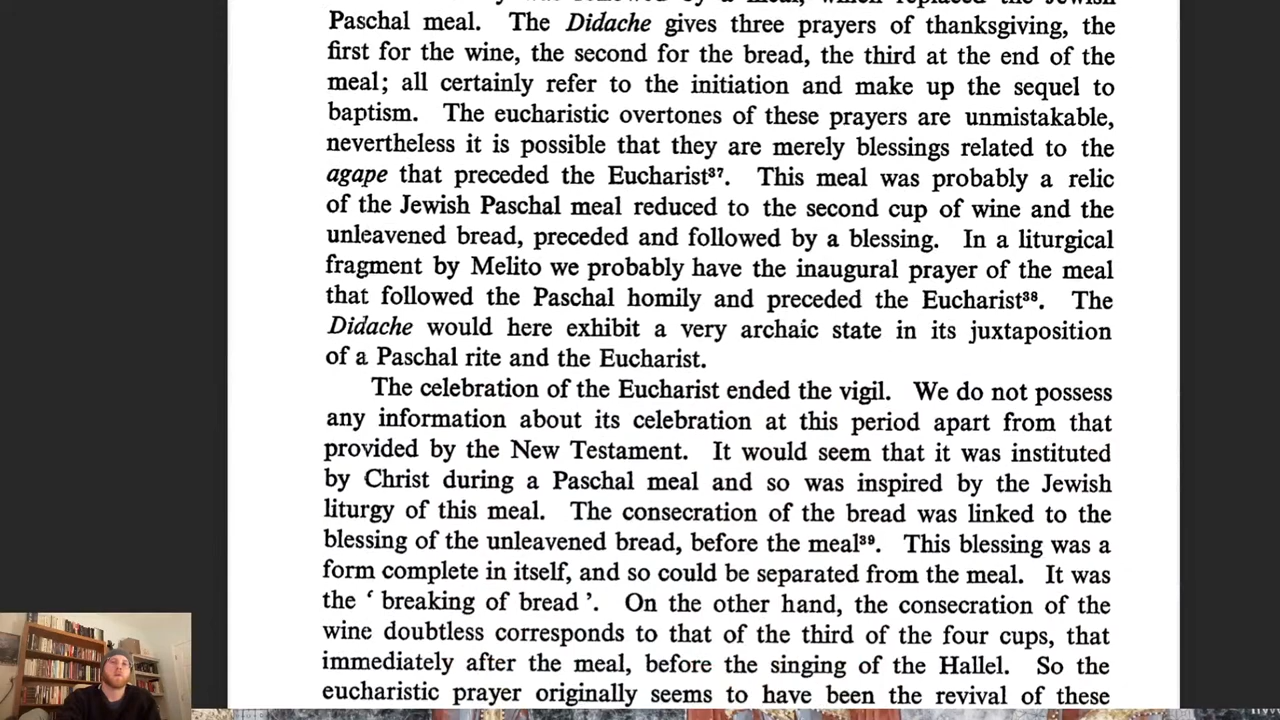 Paschal meal. The Didache gives three prayers of thanksgiving, the
first for the wine, the second for the bread, the third at the end of the
meal; all certainly refer to the initiation and make up the sequel to
baptism. The eucharistic overtones of these prayers are unmistakable,
nevertheless it is possible that they are merely blessings related to the
agape that preceded the Eucharist³⁷. This meal was probably a relic
of the Jewish Paschal meal reduced to the second cup of wine and the
unleavened bread, preceded and followed by a blessing. In a liturgical
fragment by Melito we probably have the inaugural prayer of the meal
that followed the Paschal homily and preceded the Eucharist³⁸. The
Didache would here exhibit a very archaic state in its juxtaposition
of a Paschal rite and the Eucharist.
The celebration of the Eucharist ended the vigil. We do not possess
any information about its celebration at this period apart from that
provided by the New Testament. It would seem that it was instituted
by Christ during a Paschal meal and so was inspired by the Jewish
liturgy of this meal. The consecration of the bread was linked to the
blessing of the unleavened bread, before the meal³⁹. This blessing was a
form complete in itself, and so could be separated from the meal. It was
the ‘ breaking of bread ’. On the other hand, the consecration of the
wine doubtless corresponds to that of the third of the four cups, that
immediately after the meal, before the singing of the Hallel. So the
eucharistic prayer originally seems to have been the revival of these